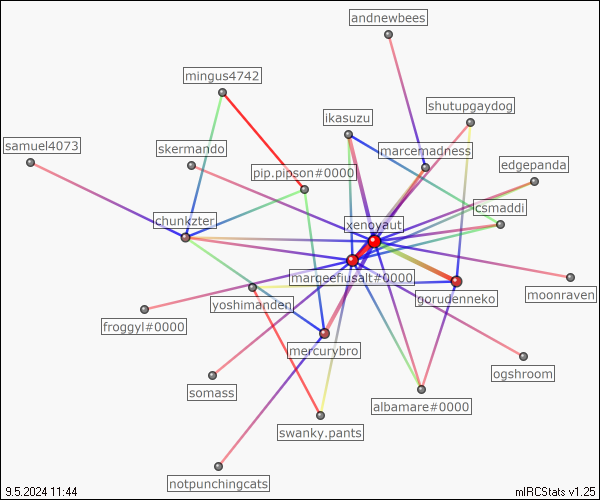 andnewbees
mingus4742
shutupgaydog
ikasuzu
samuel4073
skermando
marcemadness
edgepanda
pip.pipson#0000
csmaddi
chunkzter
xenoyaut
marqeefiusalt#0000
moonraven
gorudenneko
yoshimanden
froggyl#0000
mercurybro
ogshroom
somass
albamare#0000
swanky.pants
notpunchingcats
9.5.2024 11:44
mIRCStats v1.25